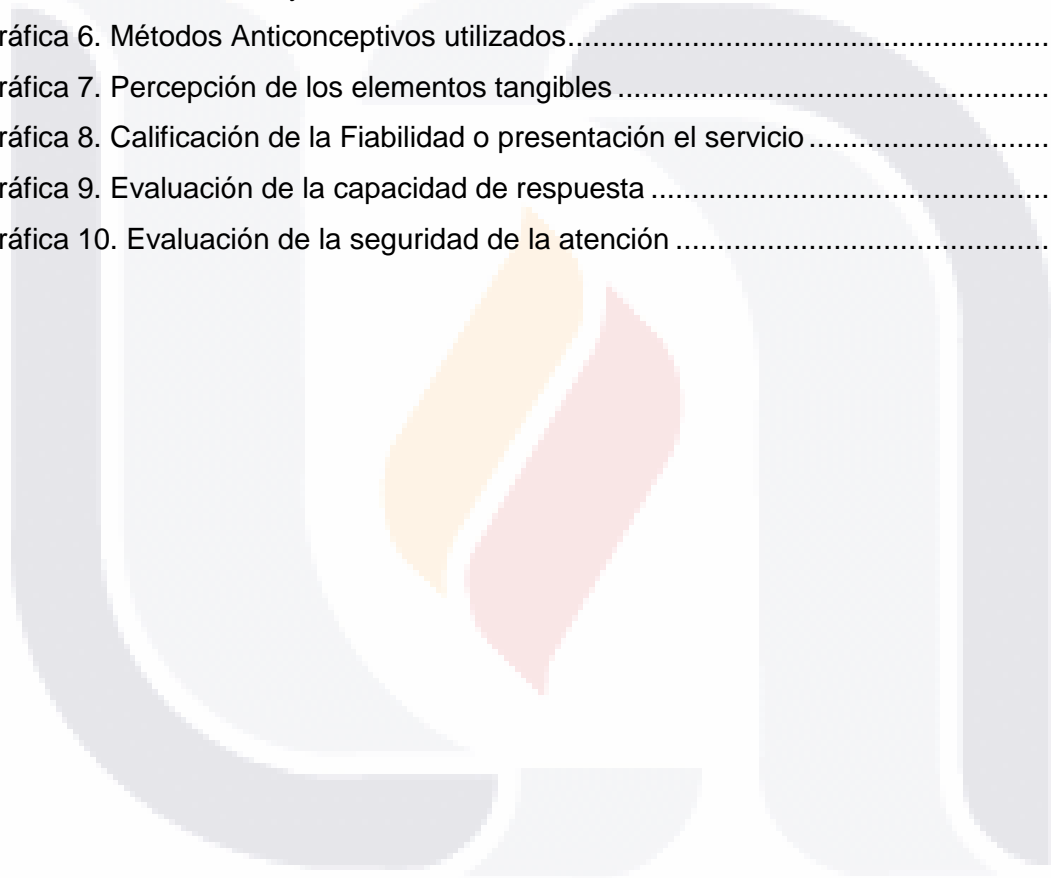 ráfica 6. Métodos Anticonceptivos utilizados..........................................................
ráfica 7. Percepción de los elementos tangibles ....................................................
ráfica 8. Calificación de la Fiabilidad o presentación el servicio .............................
ráfica 9. Evaluación de la capacidad de respuesta ................................................
ráfica 10. Evaluación de la seguridad de la atención .............................................